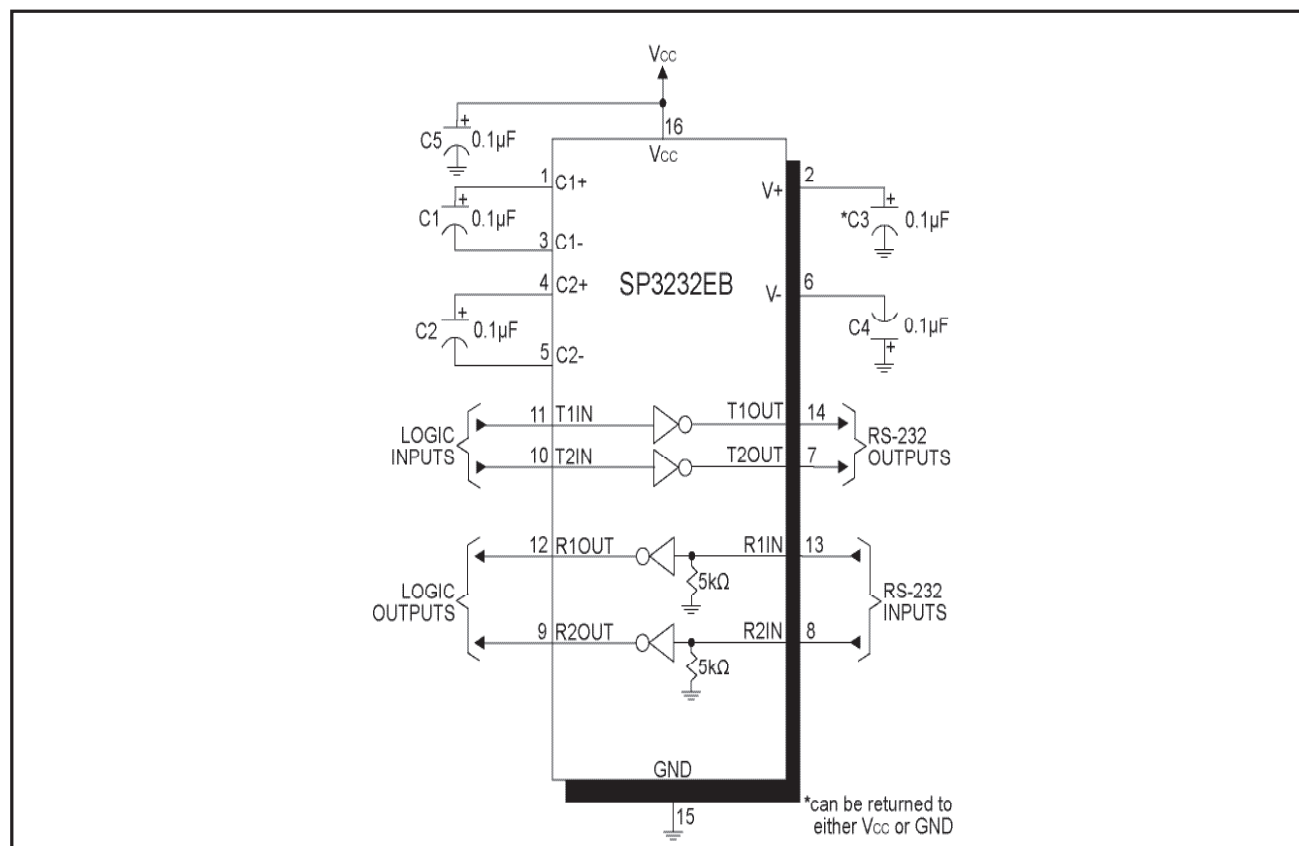 Vcc
16
Vcc
C5 + 0.1µF
1 C1+
C1 + 0.1µF
3 C1-
4 C2+
C2 + 0.1µF
5 C2-
SP3232EB
V+ 2
*C3 + 0.1µF
V- 6
C4 0.1µF
+
LOGIC
INPUTS
11 T1IN T1OUT 14
10 T2IN T2OUT 7
RS-232
OUTPUTS
LOGIC
OUTPUTS
12 R1OUT R1IN 13
5kΩ
9 R2OUT R2IN 8
5kΩ
RS-232
INPUTS
GND
15
*can be returned to
either Vcc or GND